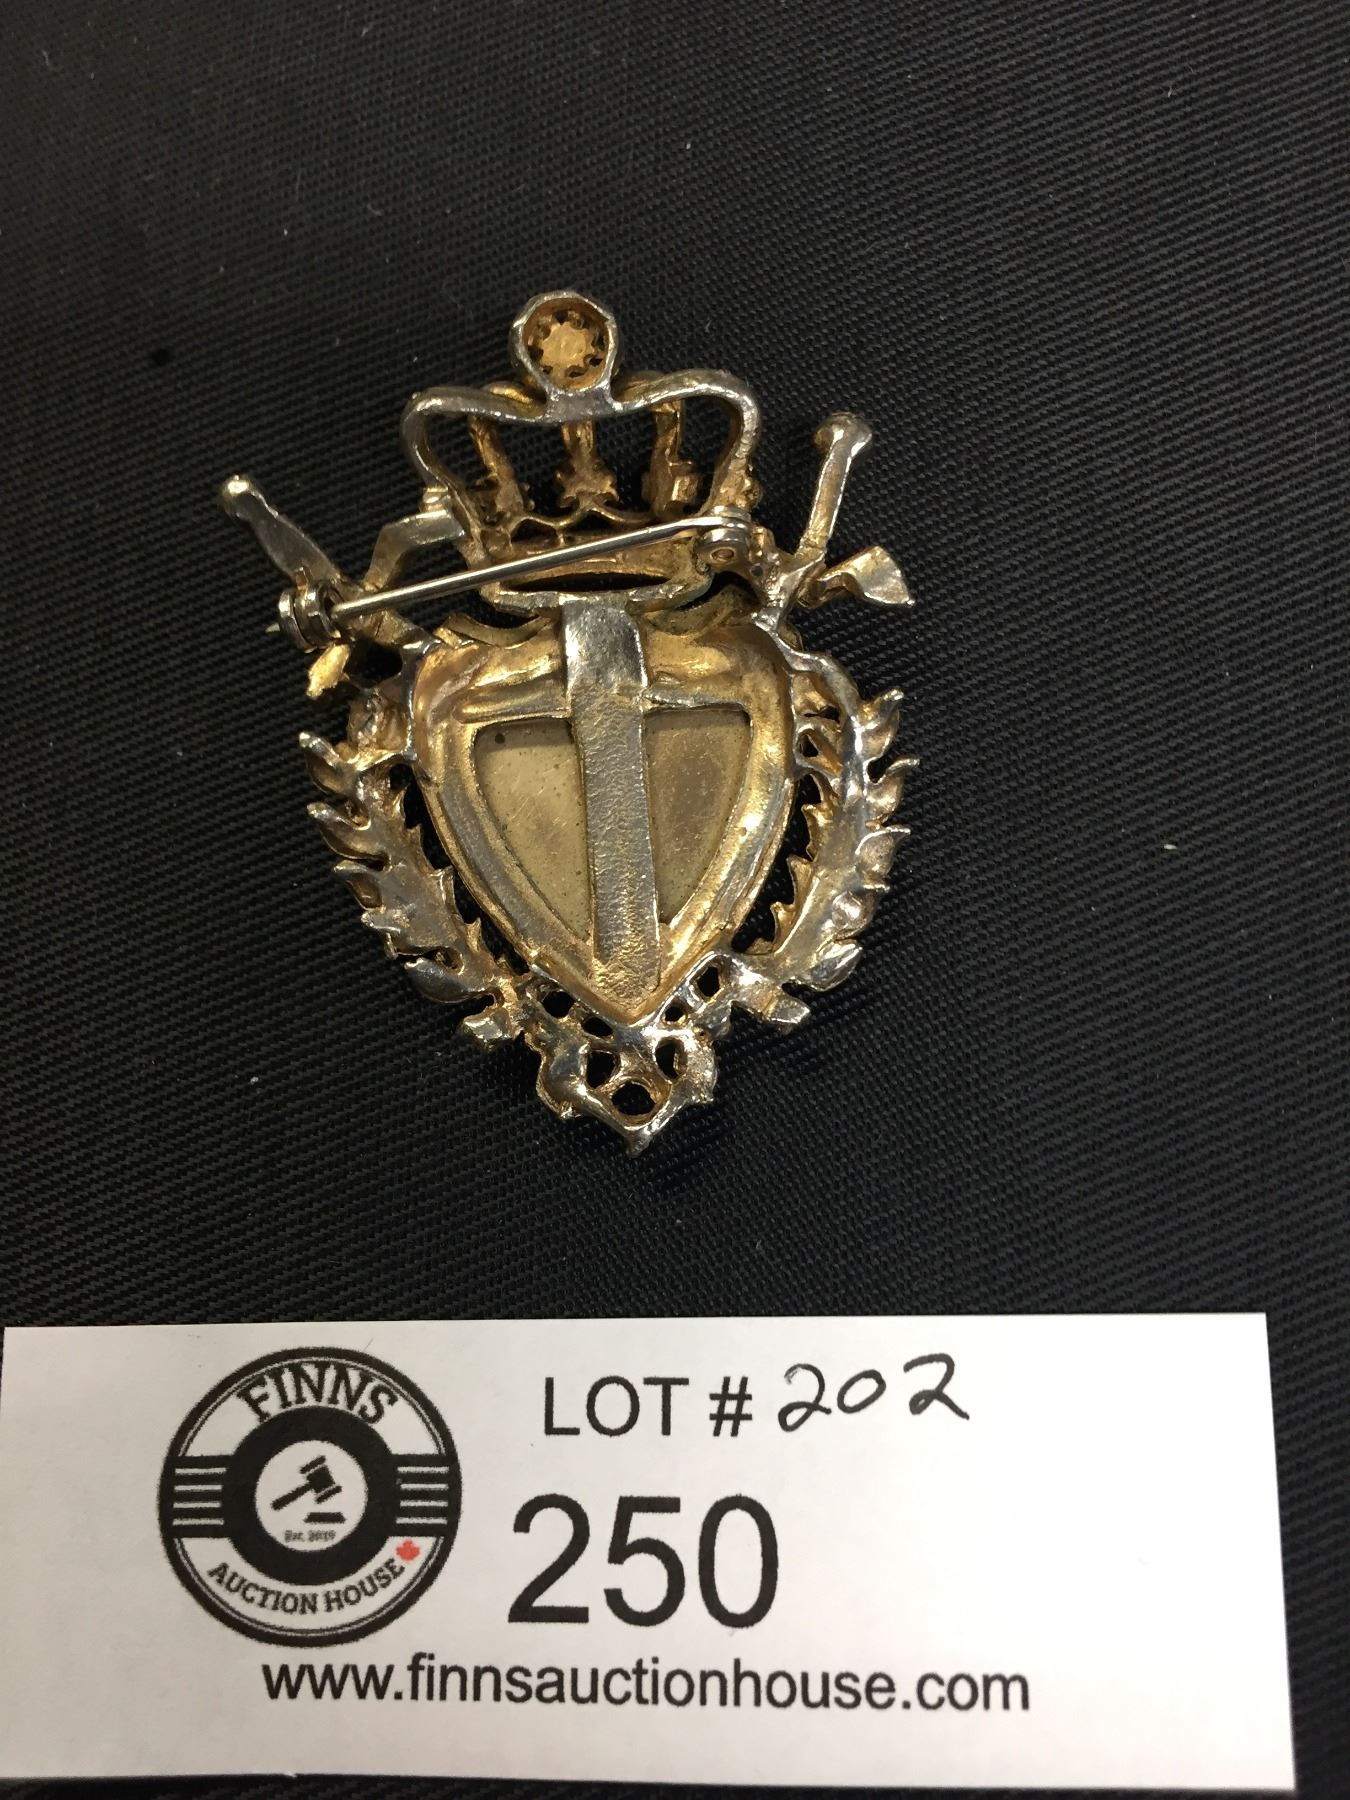 FINNS
Est. 2019
AUCTION HOUSE
LOT # 202
250
www.finnsauctionhouse.com